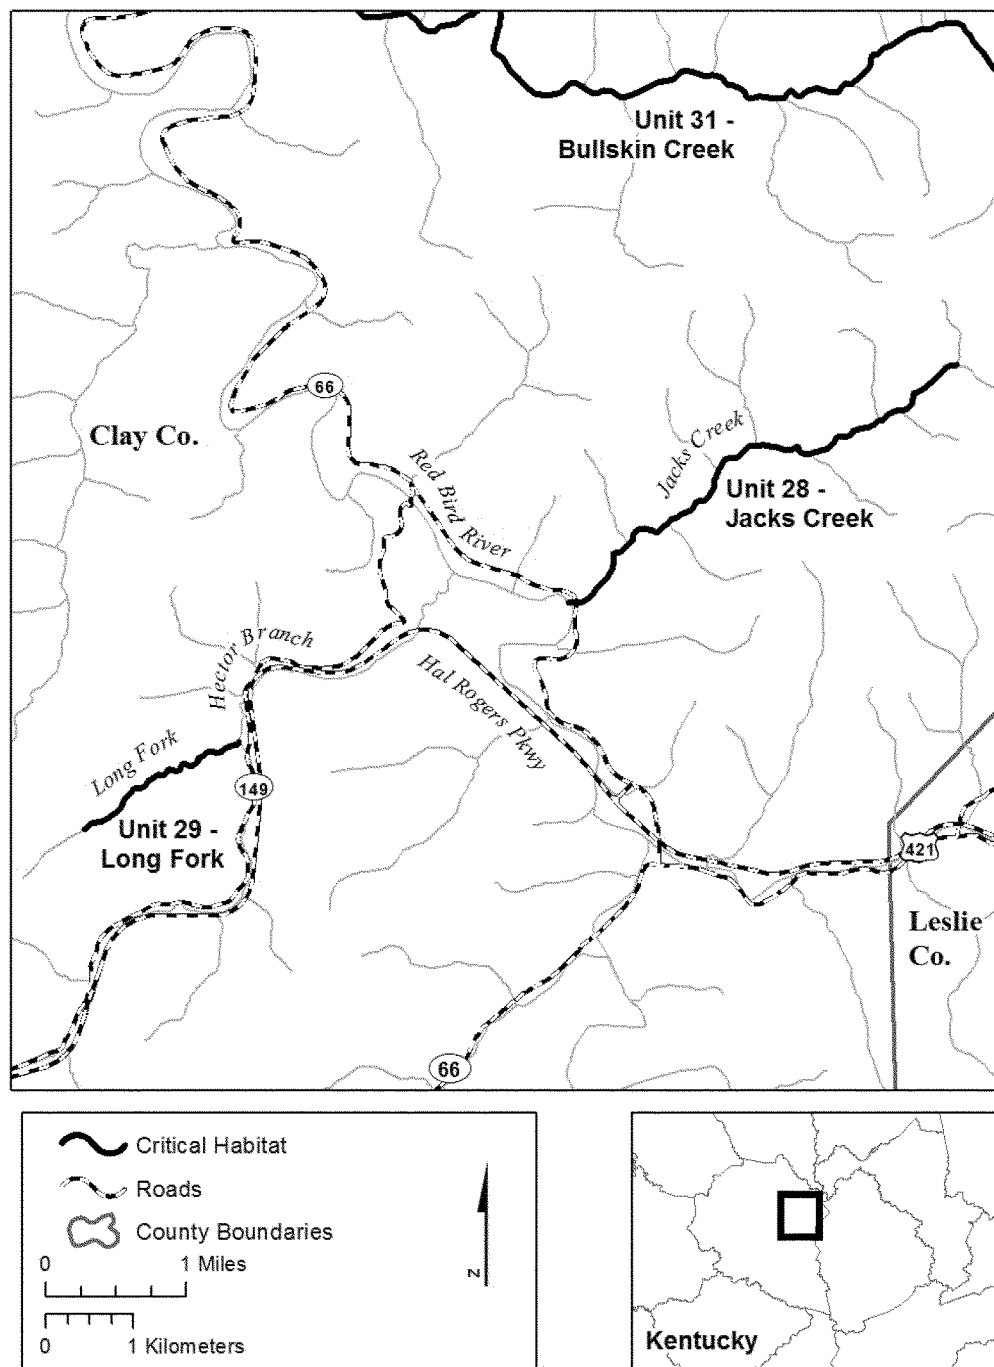 Unit 31 -
Bullskin Creek
66
Clay Co.
Red Bird River
Jacks Creek
Unit 28 -
Jacks Creek
Hector Branch
Hal Rogers Pkwy
Long Fork
149
Unit 29 -
Long Fork
421
Leslie
Co.
66
Critical Habitat
Roads
County Boundaries
0 1 Miles
0 1 Kilometers
N
Kentucky